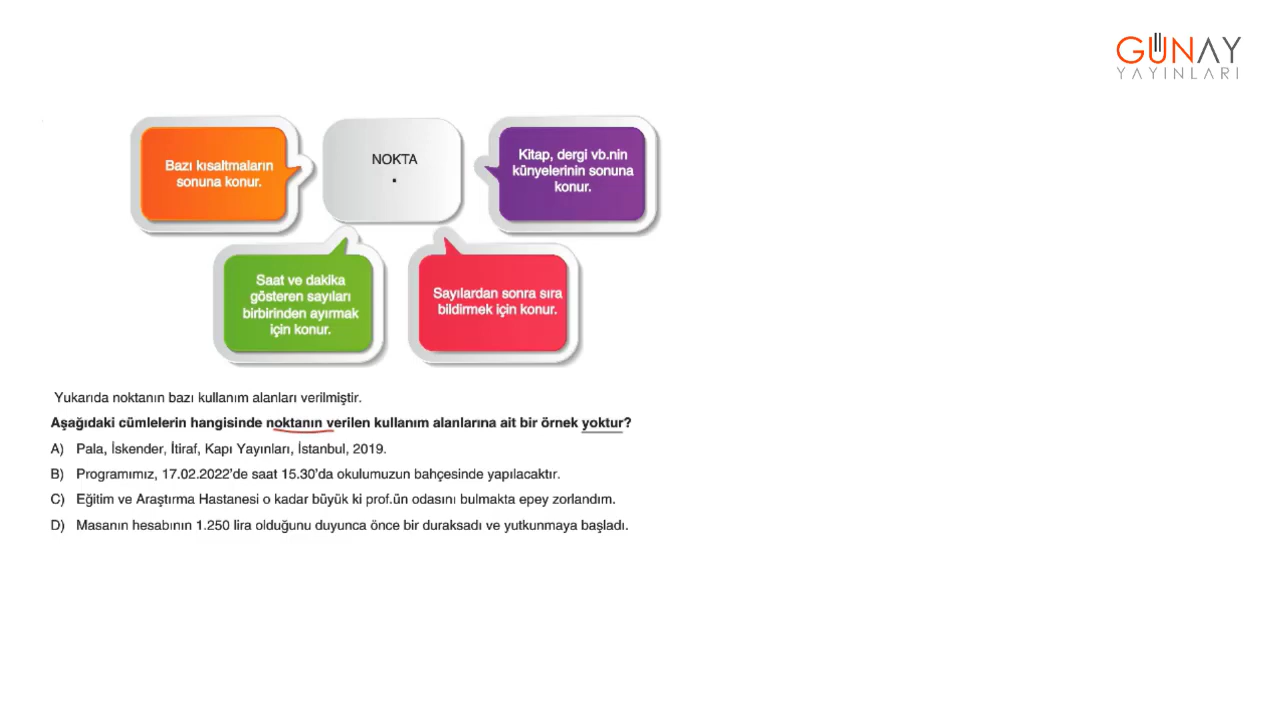 GÜNAY
YAYINLARI
Bazı kısaltmaların
sonuna konur.
NOKTA
.
Kitap, dergi vb.nin
künyelerinin sonuna
konur.
Saat ve dakika
gösteren sayıları
birbirinden ayırmak
için konur.
Sayılardan sonra sıra
bildirmek için konur.
Yukarıda noktanın bazı kullanım alanları verilmiştir.
Aşağıdaki cümlelerin hangisinde noktanın verilen kullanım alanlarına ait bir örnek yoktur?
A) Pala, İskender, İtiraf, Kapı Yayınları, İstanbul, 2019.
B) Programımız, 17.02.2022'de saat 15.30'da okulumuzun bahçesinde yapılacaktır.
C) Eğitim ve Araştırma Hastanesi o kadar büyük ki prof.ün odasını bulmakta epey zorlandım.
D) Masanın hesabının 1.250 lira olduğunu duyunca önce bir duraksadı ve yutkunmaya başladı.